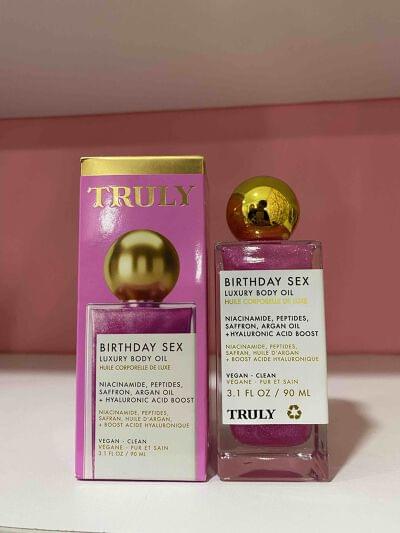 TRULY
BIRTHDAY SEX
LUXURY BODY OIL
HUILE CORPORELLE DE LUXE
NIACINAMIDE, PEPTIDES,
SAFFRON, ARGAN OIL
+ HYALURONIC ACID BOOST
NIACINAMIDE, PEPTIDES,
SAFRAN, HUILE D'ARGAN,
+ BOOST ACIDE HYALURONIQUE
VEGAN - CLEAN
VÉGANE - PUR ET SAIN
3.1 FL OZ / 90 ML
BIRTHDAY SEX
LUXURY BODY OIL
HUILE CORPORELLE DE LUXE
NIACINAMIDE, PEPTIDES,
SAFFRON, ARGAN OIL
+ HYALURONIC ACID BOOST
NIACINAMIDE, PEPTIDES,
SAFRAN, HUILE D'ARGAN
+ BOOST ACIDE HYALURONIQUE
VEGAN - CLEAN
VÉGANE - PUR ET SAIN
3.1 FL OZ / 90 ML
TRULY